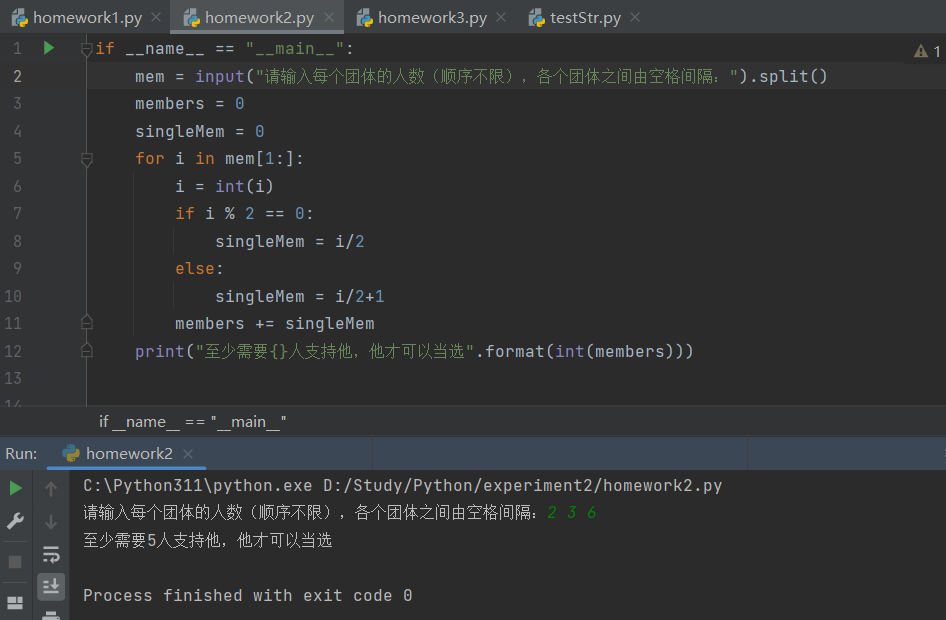 homework1.py homework2.py homework3.py testStr.py
1 if __name__ == "__main__": 1
2 mem = input("请输入每个团体的人数（顺序不限），各个团体之间由空格间隔：").split()
3 members = 0
4 singleMem = 0
5 for i in mem[1:]:
6 i = int(i)
7 if i % 2 == 0:
8 singleMem = i/2
9 else:
10 singleMem = i/2+1
11 members += singleMem
12 print("至少需要{}人支持他，他才可以当选".format(int(members)))
13
14
if __name__ == "__main__"
Run: homework2
C:\Python311\python.exe D:/Study/Python/experiment2/homework2.py
请输入每个团体的人数（顺序不限），各个团体之间由空格间隔：2 3 6
至少需要5人支持他，他才可以当选
Process finished with exit code 0